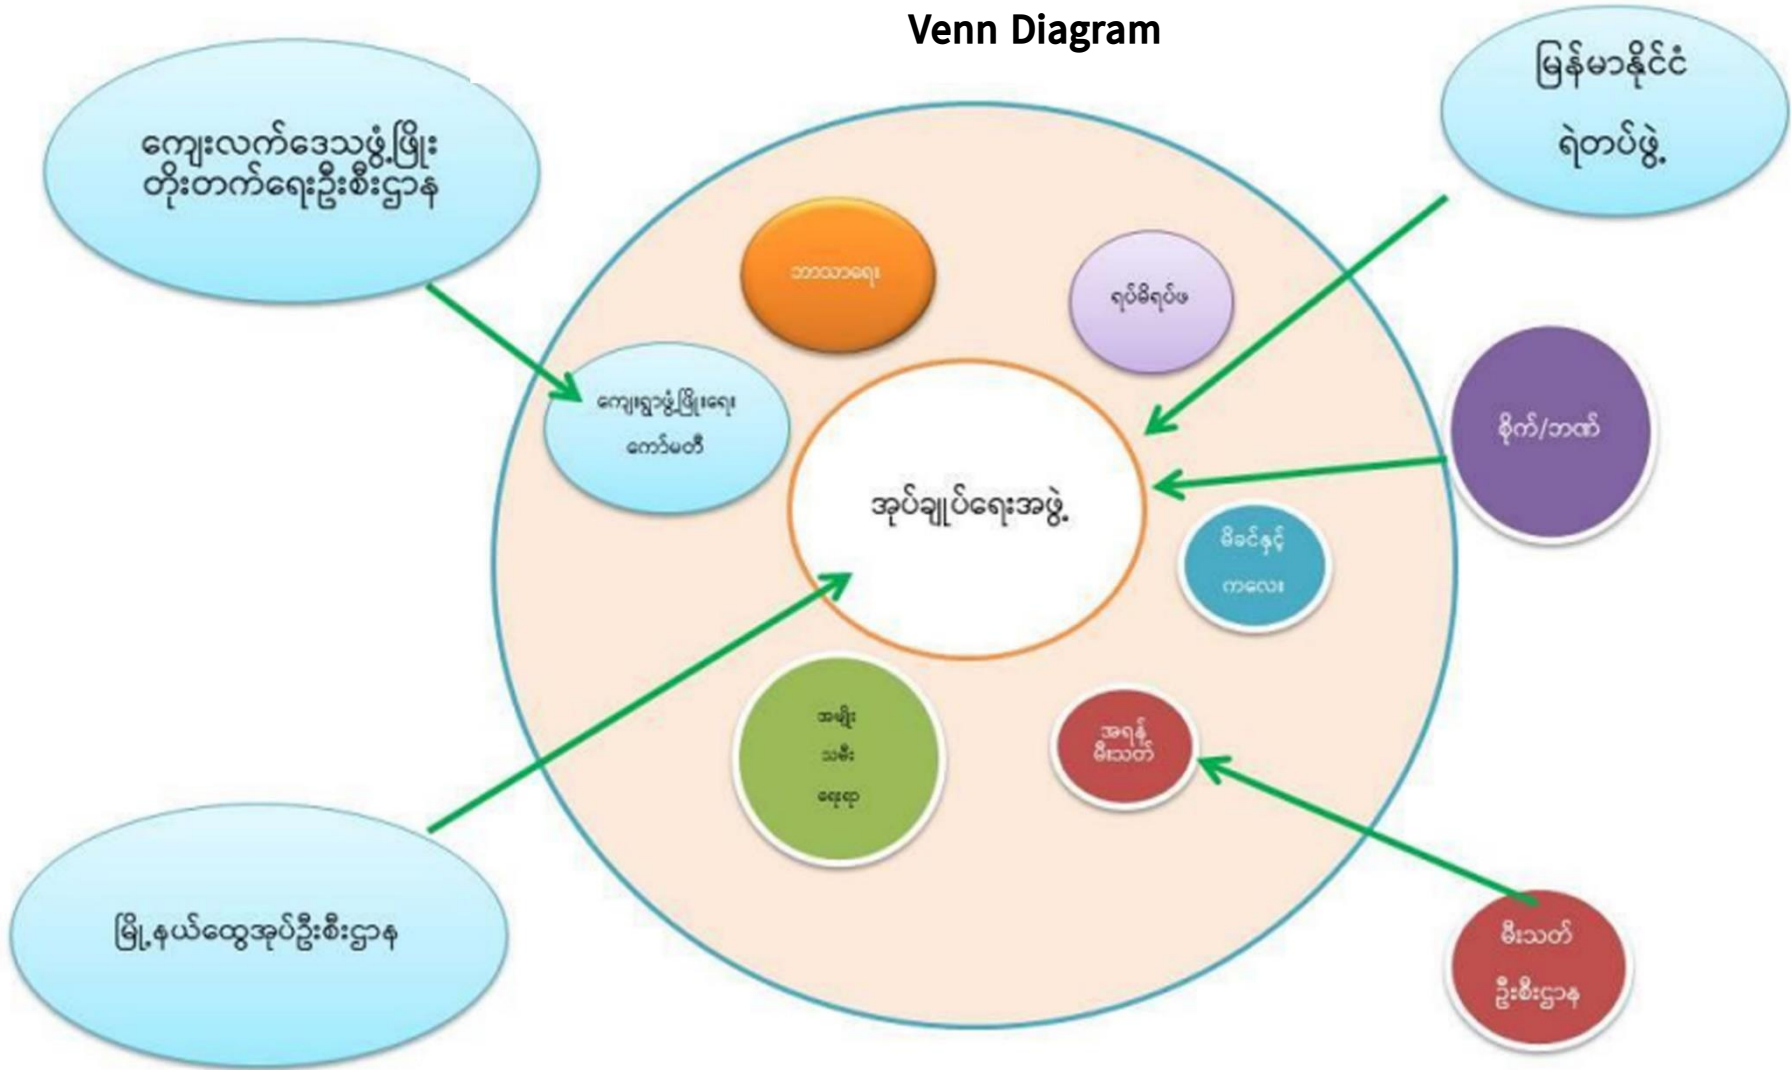 Venn Diagram
မြန်မာနိုင်ငံ
ရဲတပ်ဖွဲ့
ကျေးလက်ဒေသဖွံ့ဖြိုး
တိုးတက်ရေးဦးစီးဌာန
ဘာသာရေး
ရပ်မိရပ်ဖ
ကျေးရွာဖွံ့ဖြိုးရေး
ကော်မတီ
စိုက်/ဘဏ်
အုပ်ချုပ်ရေးအဖွဲ့
မိခင်နှင့်
ကလေး
အမျိုး
သမီး
ရေးရာ
အရန်
မီးသတ်
မြို့နယ်ထွေအုပ်ဦးစီးဌာန
မီးသတ်
ဦးစီးဌာန